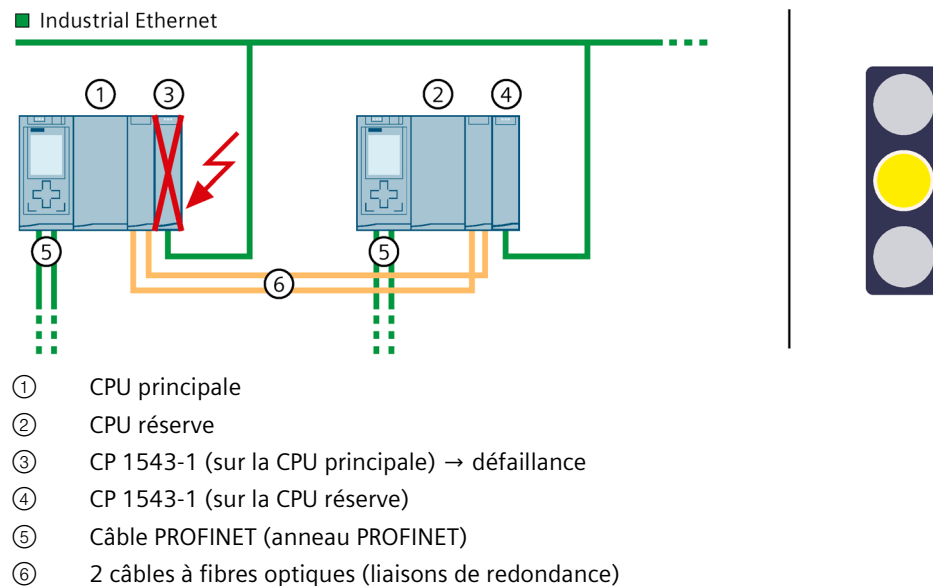 Industrial Ethernet
① ③ ② ④
⑤ ⑤
⑥
① CPU principale
② CPU réserve
③ CP 1543-1 (sur la CPU principale) → défaillance
④ CP 1543-1 (sur la CPU réserve)
⑤ Câble PROFINET (anneau PROFINET)
⑥ 2 câbles à fibres optiques (liaisons de redondance)